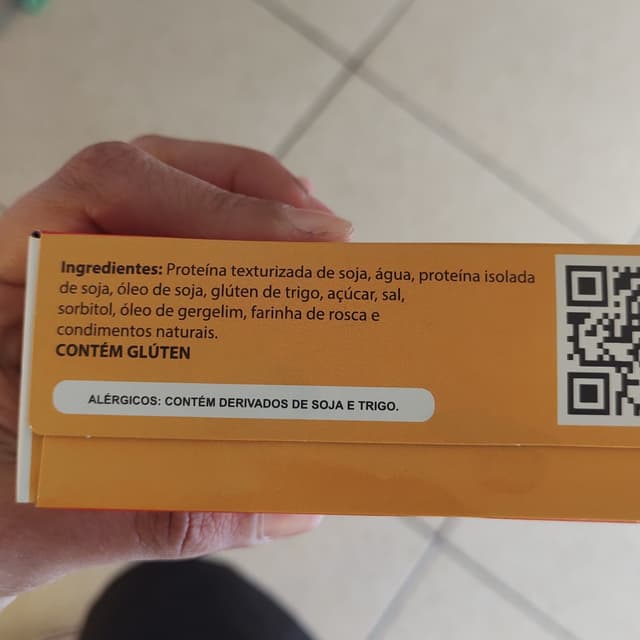 Ingredientes: Proteína texturizada de soja, água, proteína isolada
de soja, óleo de soja, glúten de trigo, açúcar, sal,
sorbitol, óleo de gergelim, farinha de rosca e
condimentos naturais.
CONTÉM GLÚTEN
ALÉRGICOS: CONTÉM DERIVADOS DE SOJA E TRIGO.